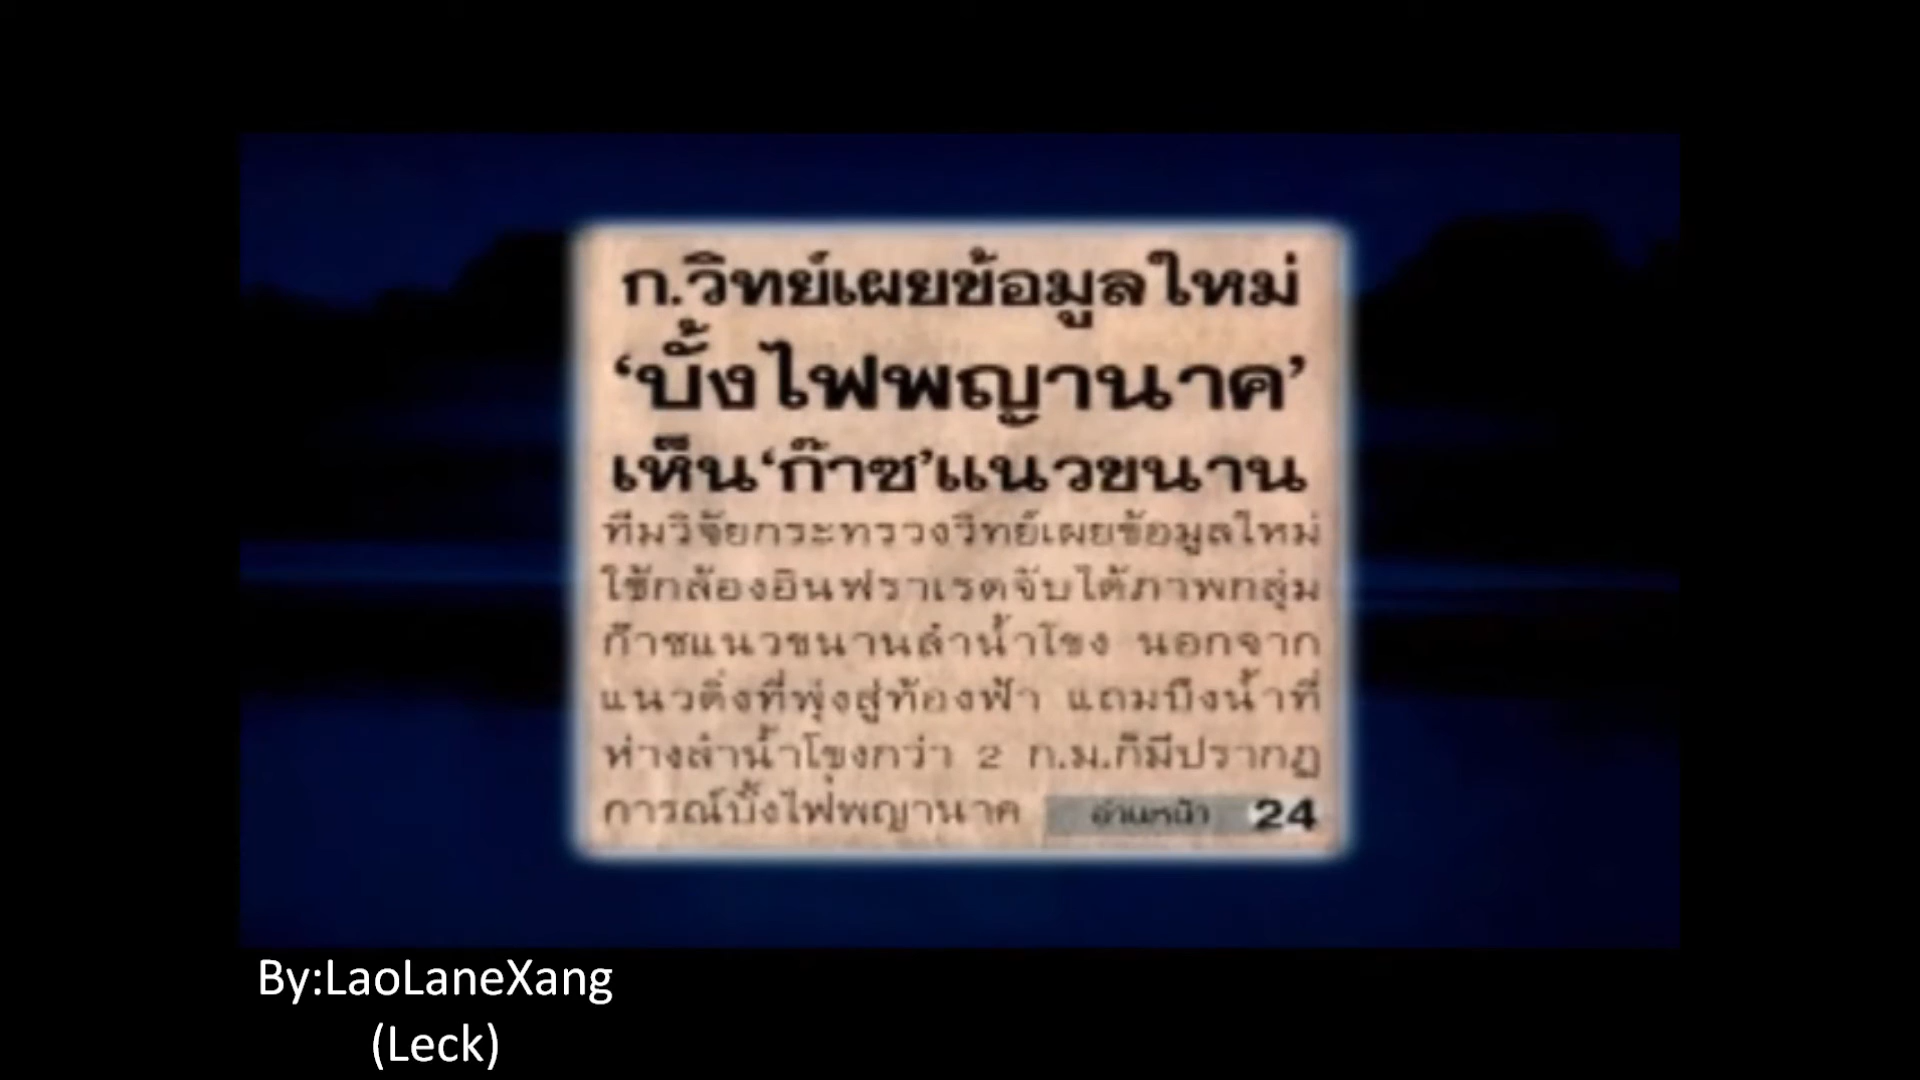 ก.วิทย์เผยข้อมูลใหม่
‘บั้งไฟพญานาค’
เห็น‘ก๊าซ’แนวขนาน
ทีมวิจัยกระทรวงวิทย์เผยข้อมูลใหม่
ใช้กล้องอินฟราเรดจับได้ภาพกลุ่ม
ก๊าซแนวขนานลำน้ำโขง นอกจาก
แนวดิ่งที่พุ่งสู่ท้องฟ้า แถมบึงน้ำที่
ห่างลำน้ำโขงกว่า 2 ก.ม.ก็มีปรากฏ
การณ์บั้งไฟพญานาค อ่านหน้า 24
By:LaoLaneXang
(Leck)